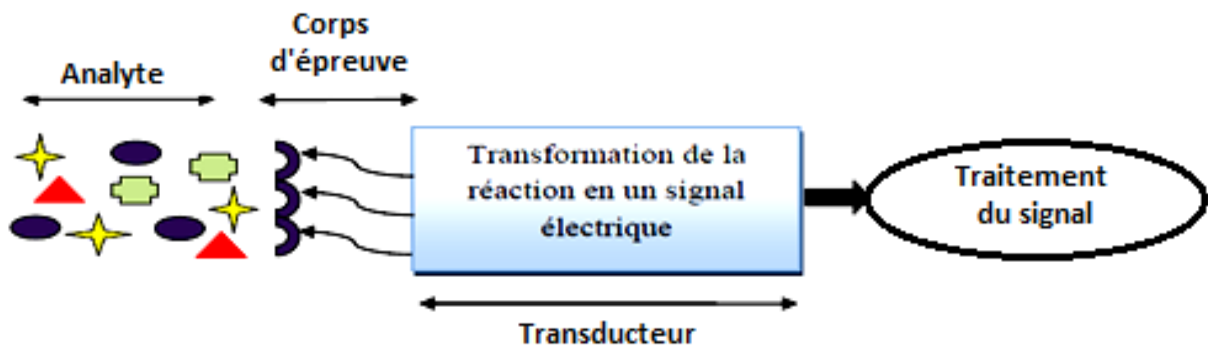 Analyte
Corps
d'épreuve
Transformation de la
réaction en un signal
électrique
Traitement
du signal
Transducteur